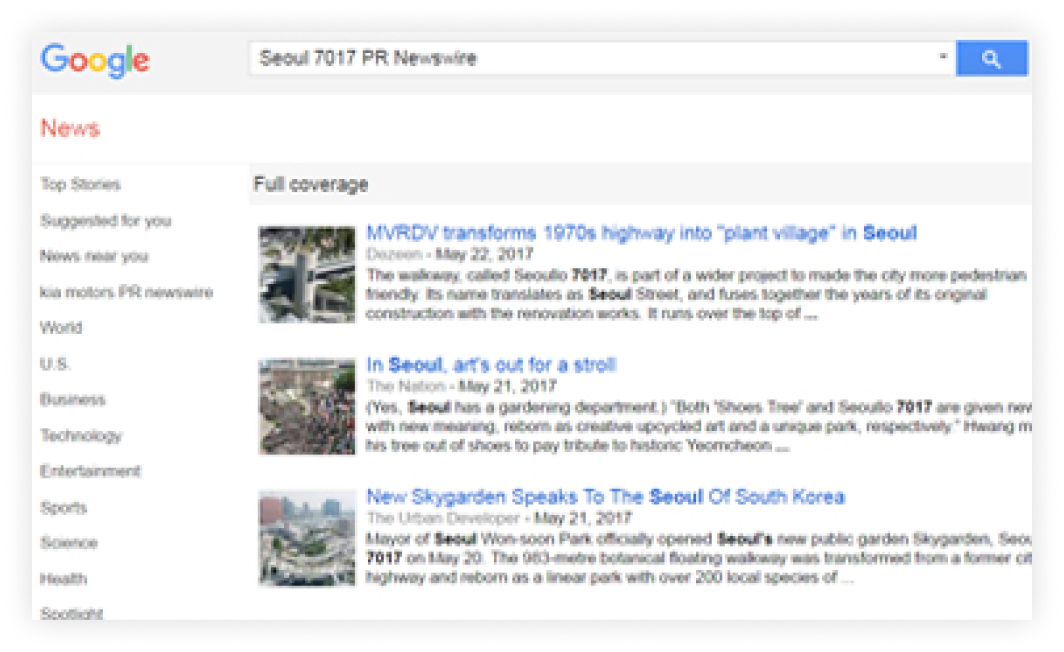 Google
Seoul 7017 PR Newswire
News
Top Stories
Suggested for you
News near you
kia motors PR newswire
World
U.S.
Business
Technology
Entertainment
Sports
Science
Health
Spotlight
Full coverage
MVRDV transforms 1970s highway into "plant village" in Seoul
Dezeen - May 22, 2017
The walkway, called Seoullo 7017, is part of a wider project to made the city more pedestrian
friendly. Its name translates as Seoul Street, and fuses together the years of its original
construction with the renovation works. It runs over the top of ...
In Seoul, art's out for a stroll
The Nation - May 21, 2017
(Yes, Seoul has a gardening department.) "Both 'Shoes Tree' and Seoullo 7017 are given new
with new meaning, reborn as creative upcycled art and a unique park, respectively." Hwang m
his tree out of shoes to pay tribute to historic Yeomcheon ...
New Skygarden Speaks To The Seoul Of South Korea
The Urban Developer - May 21, 2017
Mayor of Seoul Won-soon Park officially opened Seoul's new public garden Skygarden, Seou
7017 on May 20. The 983-metre botanical floating walkway was transformed from a former cit
highway and reborn as a linear park with over 200 local species of ...